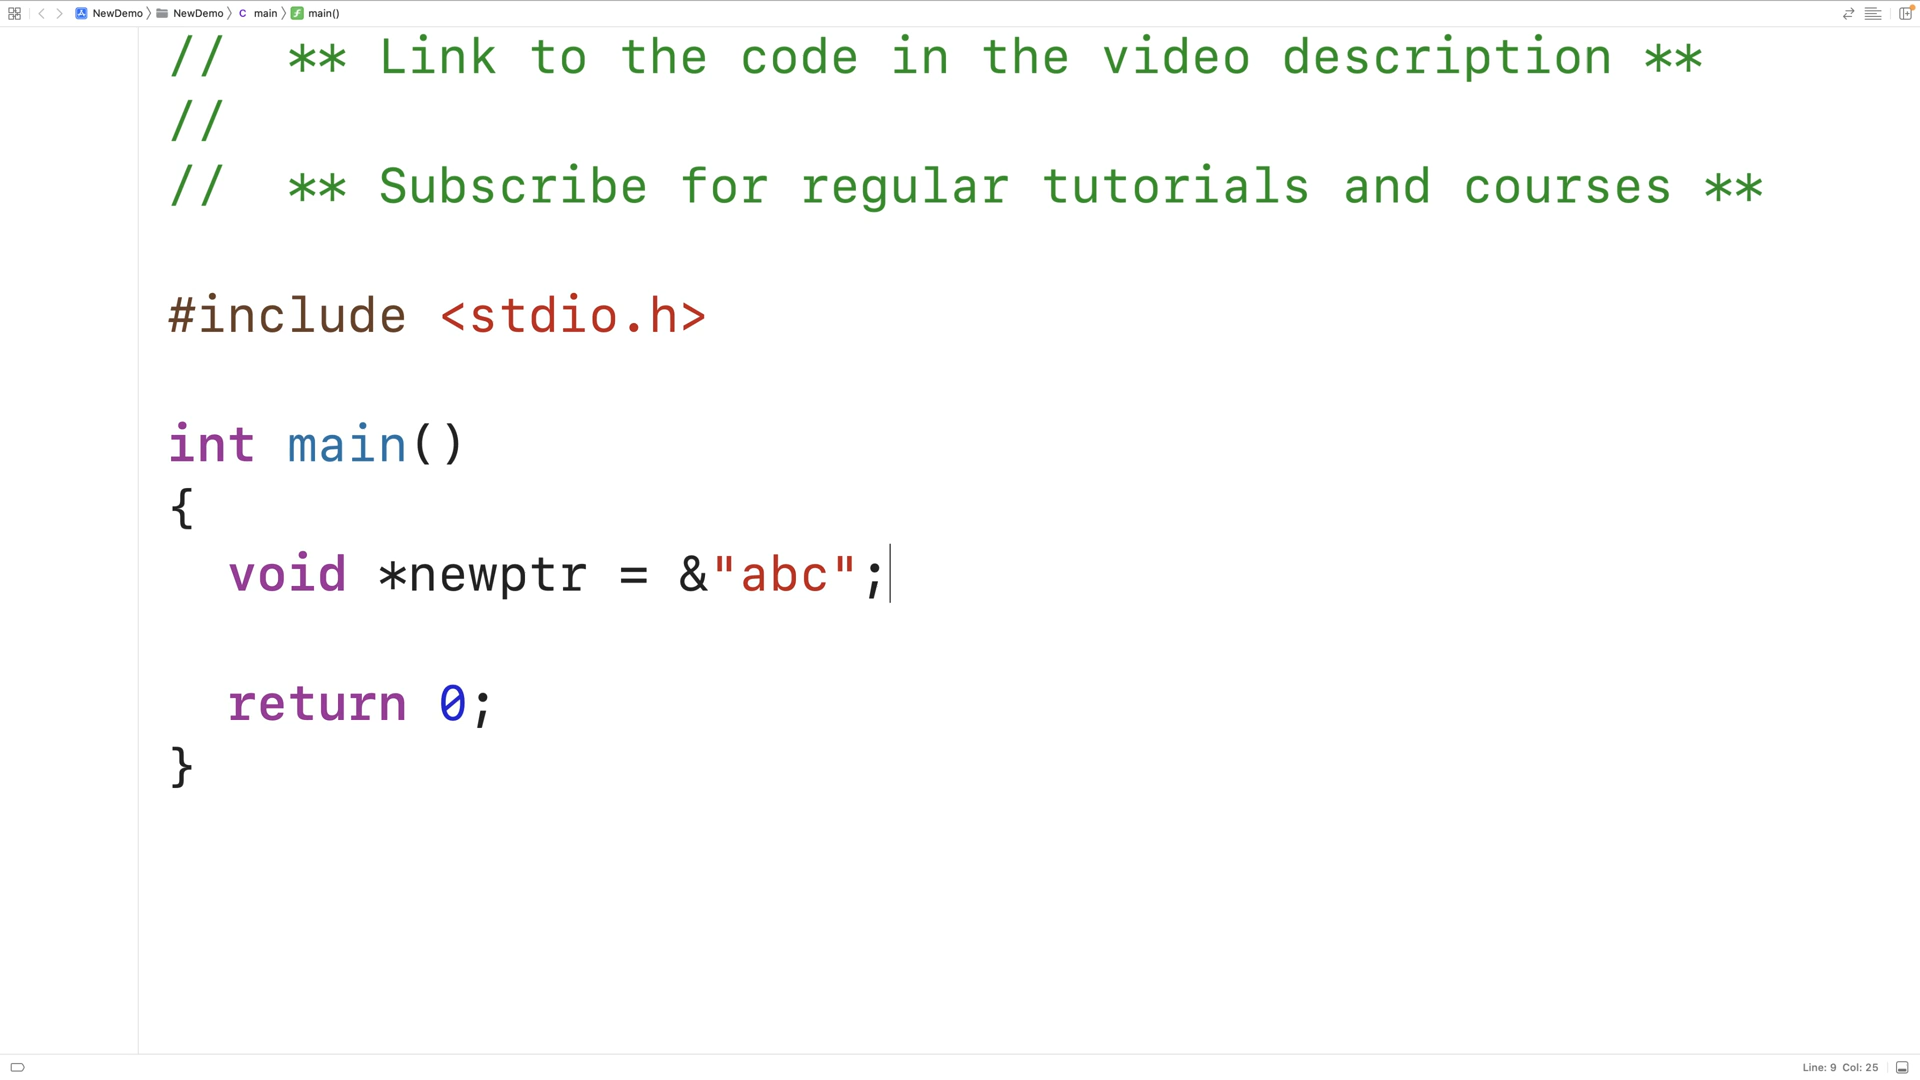 NewDemo NewDemo C main f main()
// ** Link to the code in the video description **
//
// ** Subscribe for regular tutorials and courses **
#include <stdio.h>
int main()
{
void *newptr = &"abc";
return 0;
}
Line: 9 Col: 25